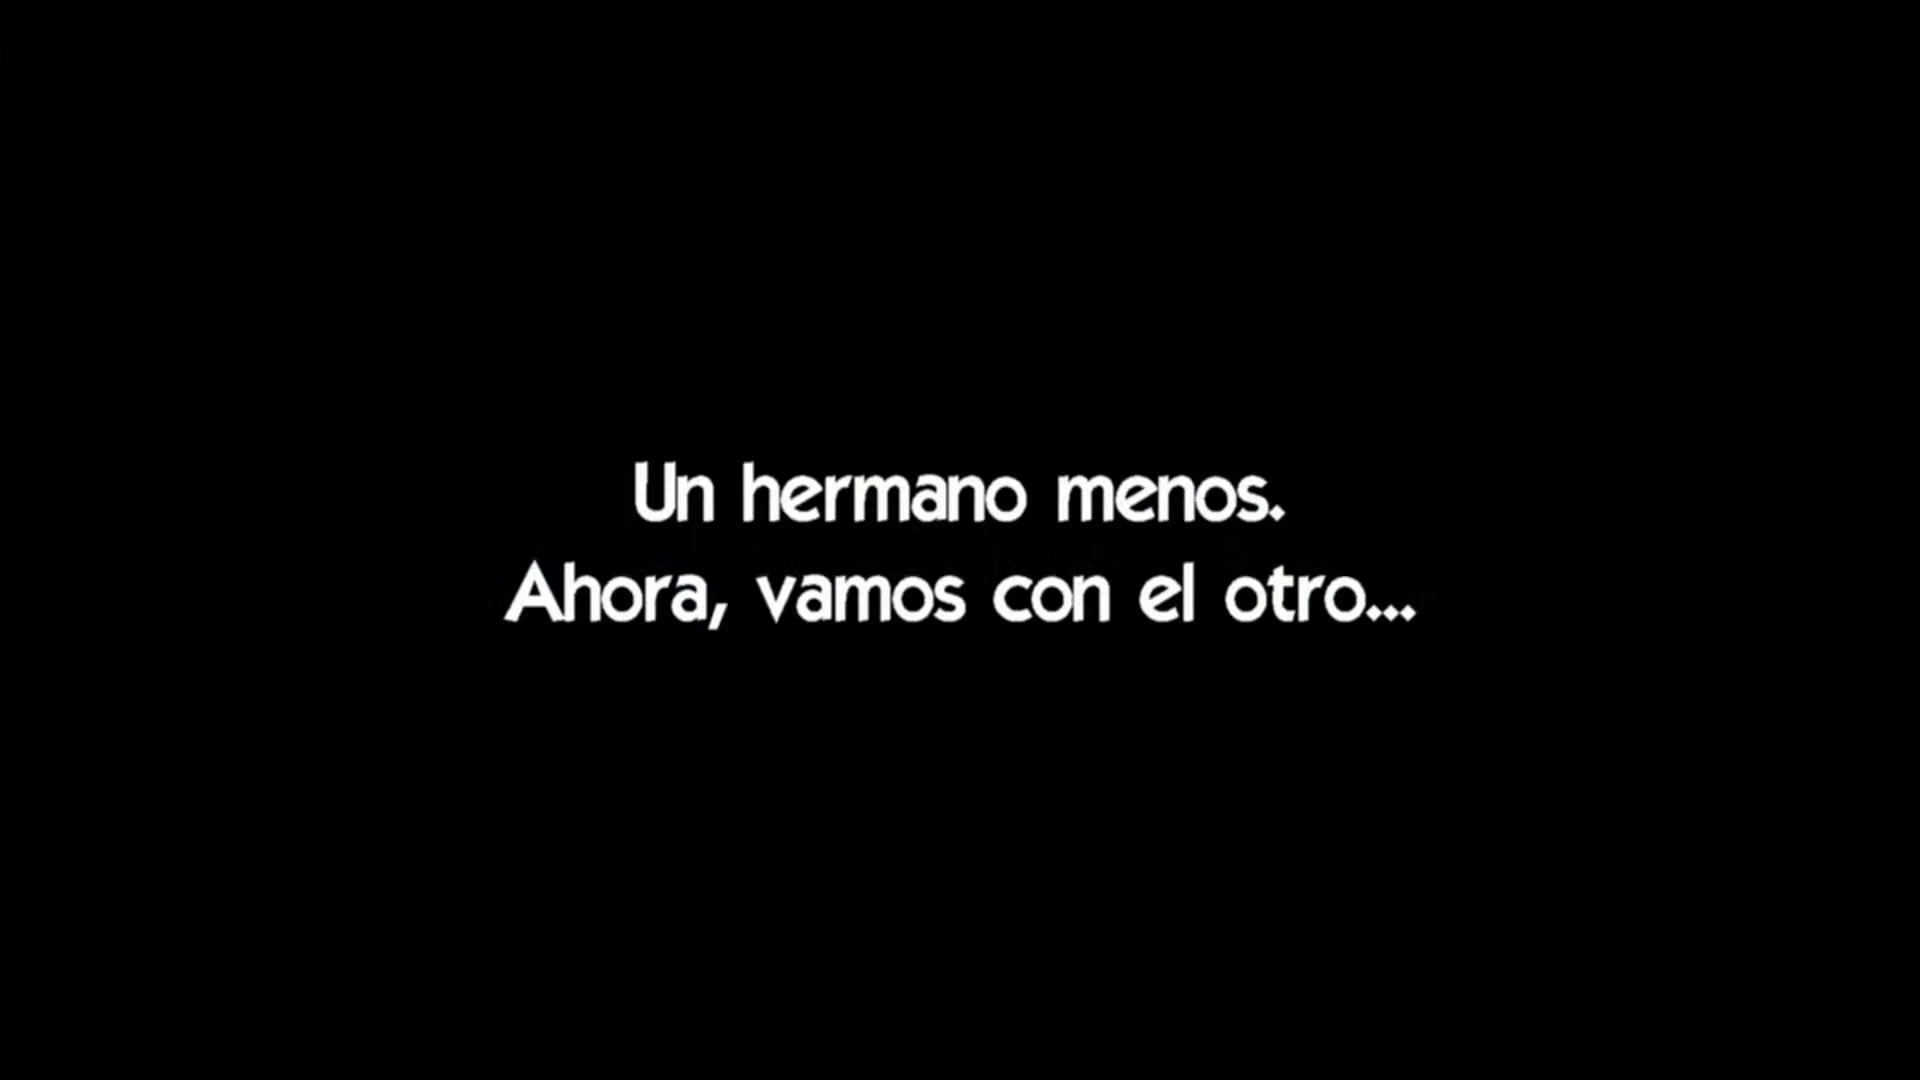 Un hermano menos.
Ahora, vamos con el otro...